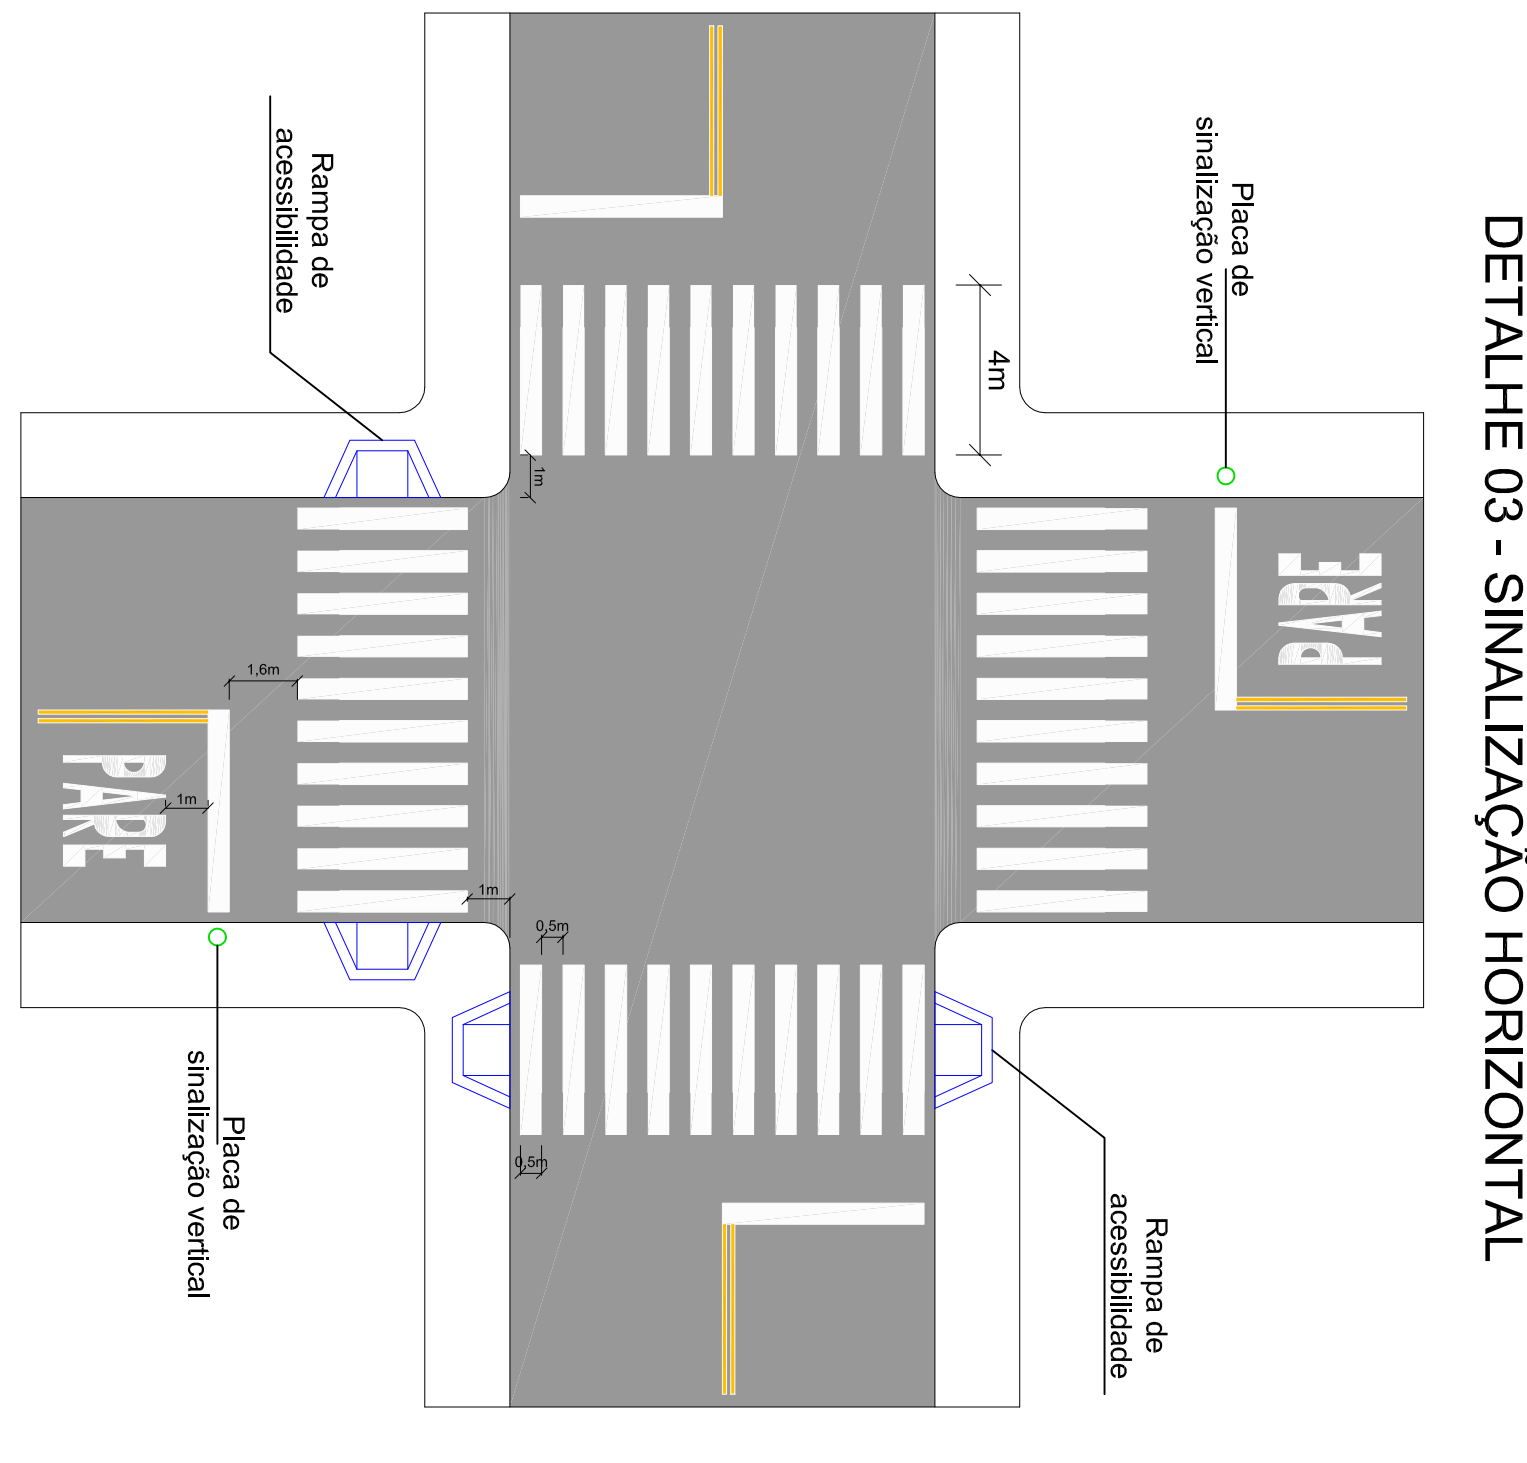 DETALHE 03 - SINALIZAÇÃO HORIZONTAL
Placa de
sinalização vertical
Rampa de
acessibilidade
4m
1m
PARE
1,6m
1m
PARE
1m
0,5m
0,5m
Placa de
sinalização vertical
Rampa de
acessibilidade